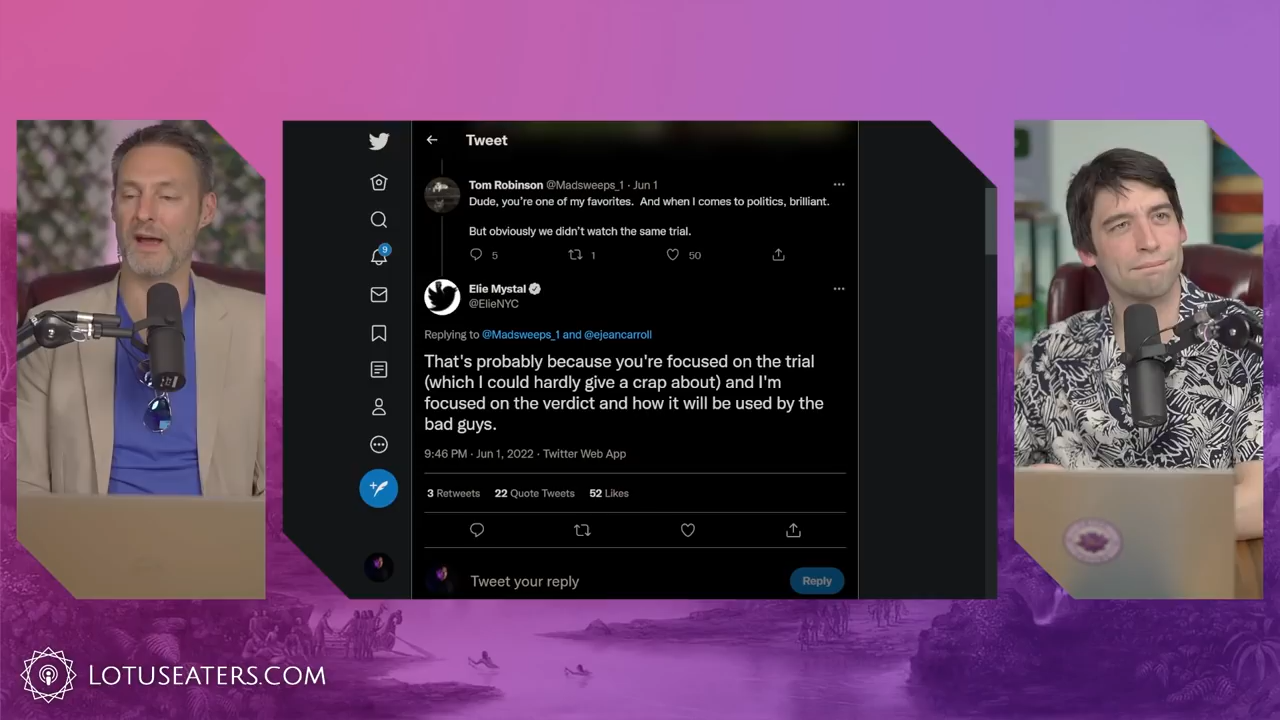 Tweet
Tom Robinson @Madsweeps_1 · Jun 1
Dude, you're one of my favorites. And when I comes to politics, brilliant.
But obviously we didn't watch the same trial.
5 1 50
9
Elie Mystal
@ElieNYC
Replying to @Madsweeps_1 and @ejeancarroll
That's probably because you're focused on the trial
(which I could hardly give a crap about) and I'm
focused on the verdict and how it will be used by the
bad guys.
9:46 PM · Jun 1, 2022 · Twitter Web App
3 Retweets 22 Quote Tweets 52 Likes
Tweet your reply
Reply
LOTUSEATERS.COM